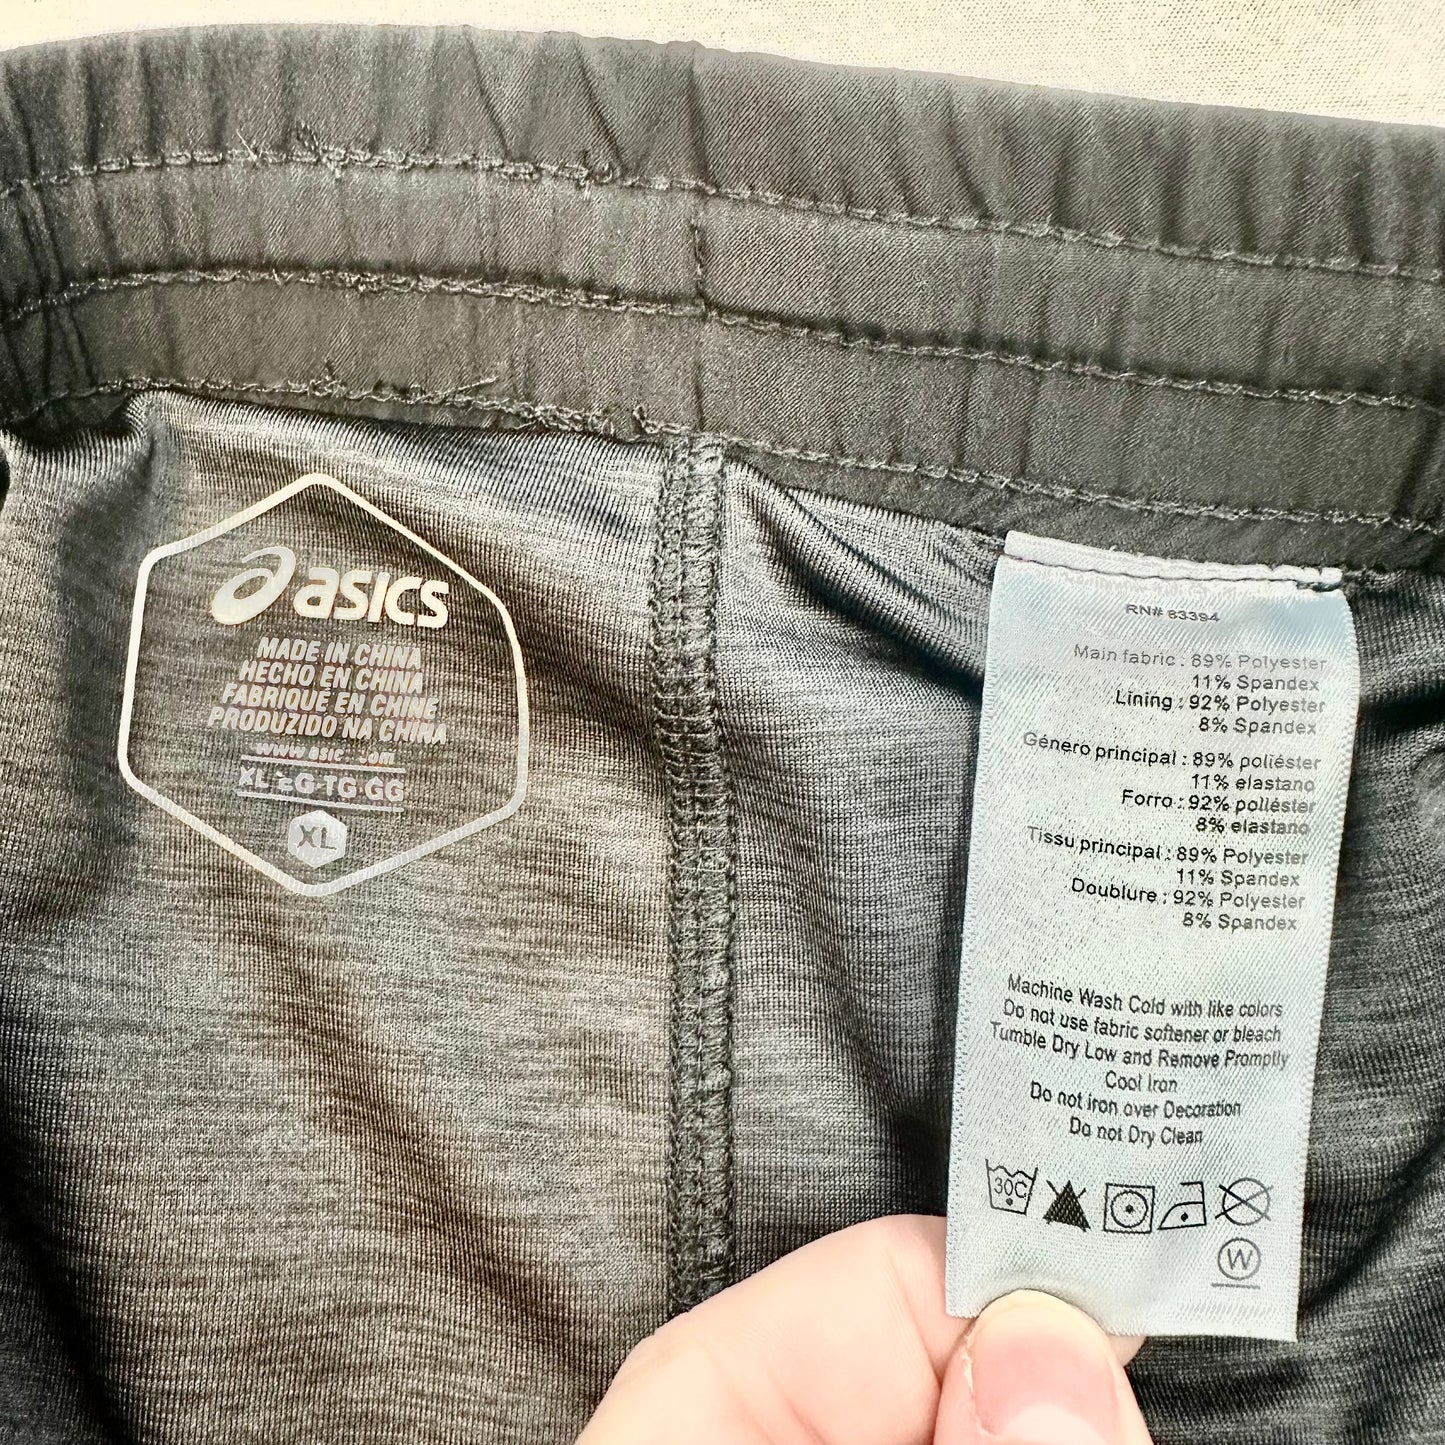 asics
MADE IN CHINA
HECHO EN CHINA
FABRIQUÉ EN CHINE
PRODUZIDO NA CHINA
XL EG TG GG
XL
RN# 83394
Main fabric : 89% Polyester
11% Spandex
Lining : 92% Polyester
8% Spandex
Género principal : 89% poliéster
11% elastano
Forro : 92% poliéster
8% elastano
Tissu principal : 89% Polyester
11% Spandex
Doublure : 92% Polyester
8% Spandex
Machine Wash Cold with like colors
Do not use fabric softener or bleach
Tumble Dry Low and Remove Promptly
Cool Iron
Do not iron over Decoration
Do not Dry Clean
30C
W